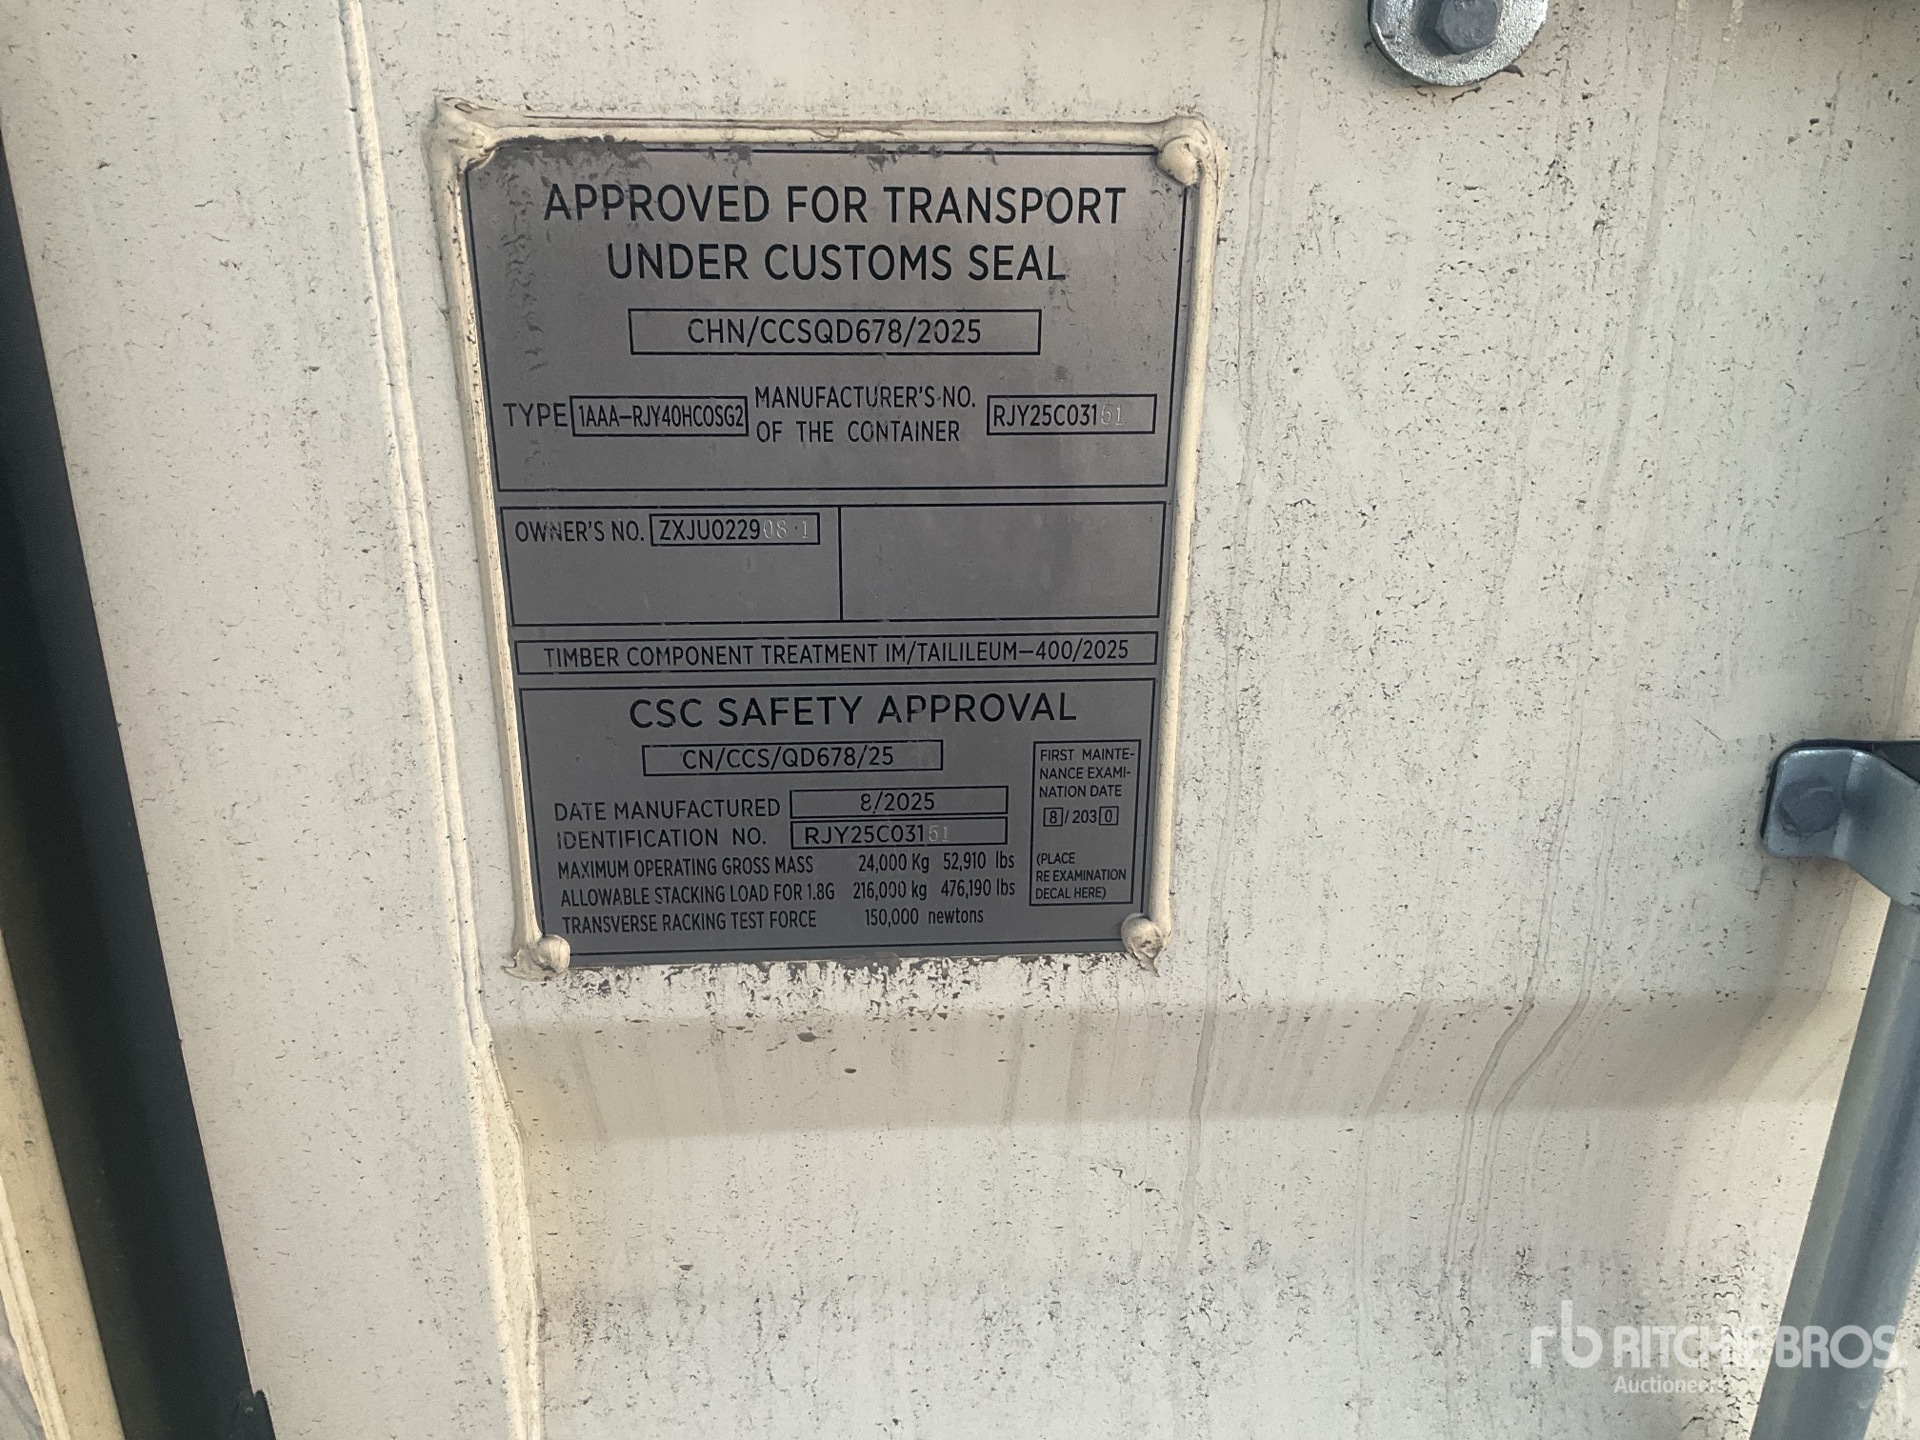 APPROVED FOR TRANSPORT
UNDER CUSTOMS SEAL
CHN/CCSQD678/2025
TYPE 1AAA-RJY40HCOSG2 MANUFACTURER'S NO. OF THE CONTAINER RJY25C03151
OWNER'S NO. ZXJU022908 1
TIMBER COMPONENT TREATMENT IM/TAILILEUM-400/2025
CSC SAFETY APPROVAL
CN/CCS/QD678/25
DATE MANUFACTURED 8/2025
IDENTIFICATION NO. RJY25C03151
MAXIMUM OPERATING GROSS MASS 24,000 Kg 52,910 lbs
ALLOWABLE STACKING LOAD FOR 1.8G 216,000 kg 476,190 lbs
TRANSVERSE RACKING TEST FORCE 150,000 newtons
FIRST MAINTE-
NANCE EXAMI-
NATION DATE
8/2030
(PLACE
RE EXAMINATION
DECAL HERE)
rb RITCHIE BROS.
Auctioneers